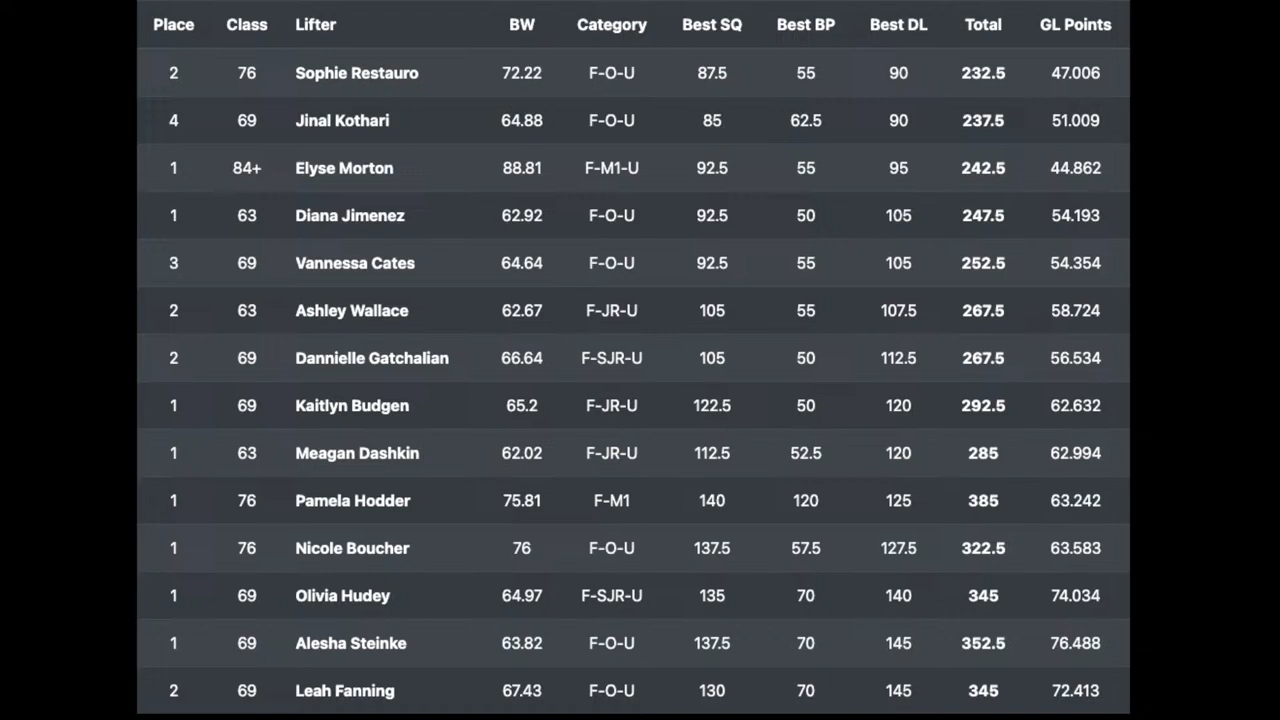 Place Class Lifter BW Category Best SQ Best BP Best DL Total GL Points
2 76 Sophie Restauro 72.22 F-O-U 87.5 55 90 232.5 47.006
4 69 Jinal Kothari 64.88 F-O-U 85 62.5 90 237.5 51.009
1 84+ Elyse Morton 88.81 F-M1-U 92.5 55 95 242.5 44.862
1 63 Diana Jimenez 62.92 F-O-U 92.5 50 105 247.5 54.193
3 69 Vannessa Cates 64.64 F-O-U 92.5 55 105 252.5 54.354
2 63 Ashley Wallace 62.67 F-JR-U 105 55 107.5 267.5 58.724
2 69 Dannielle Gatchalian 66.64 F-SJR-U 105 50 112.5 267.5 56.534
1 69 Kaitlyn Budgen 65.2 F-JR-U 122.5 50 120 292.5 62.632
1 63 Meagan Dashkin 62.02 F-JR-U 112.5 52.5 120 285 62.994
1 76 Pamela Hodder 75.81 F-M1 140 120 125 385 63.242
1 76 Nicole Boucher 76 F-O-U 137.5 57.5 127.5 322.5 63.583
1 69 Olivia Hudey 64.97 F-SJR-U 135 70 140 345 74.034
1 69 Alesha Steinke 63.82 F-O-U 137.5 70 145 352.5 76.488
2 69 Leah Fanning 67.43 F-O-U 130 70 145 345 72.413